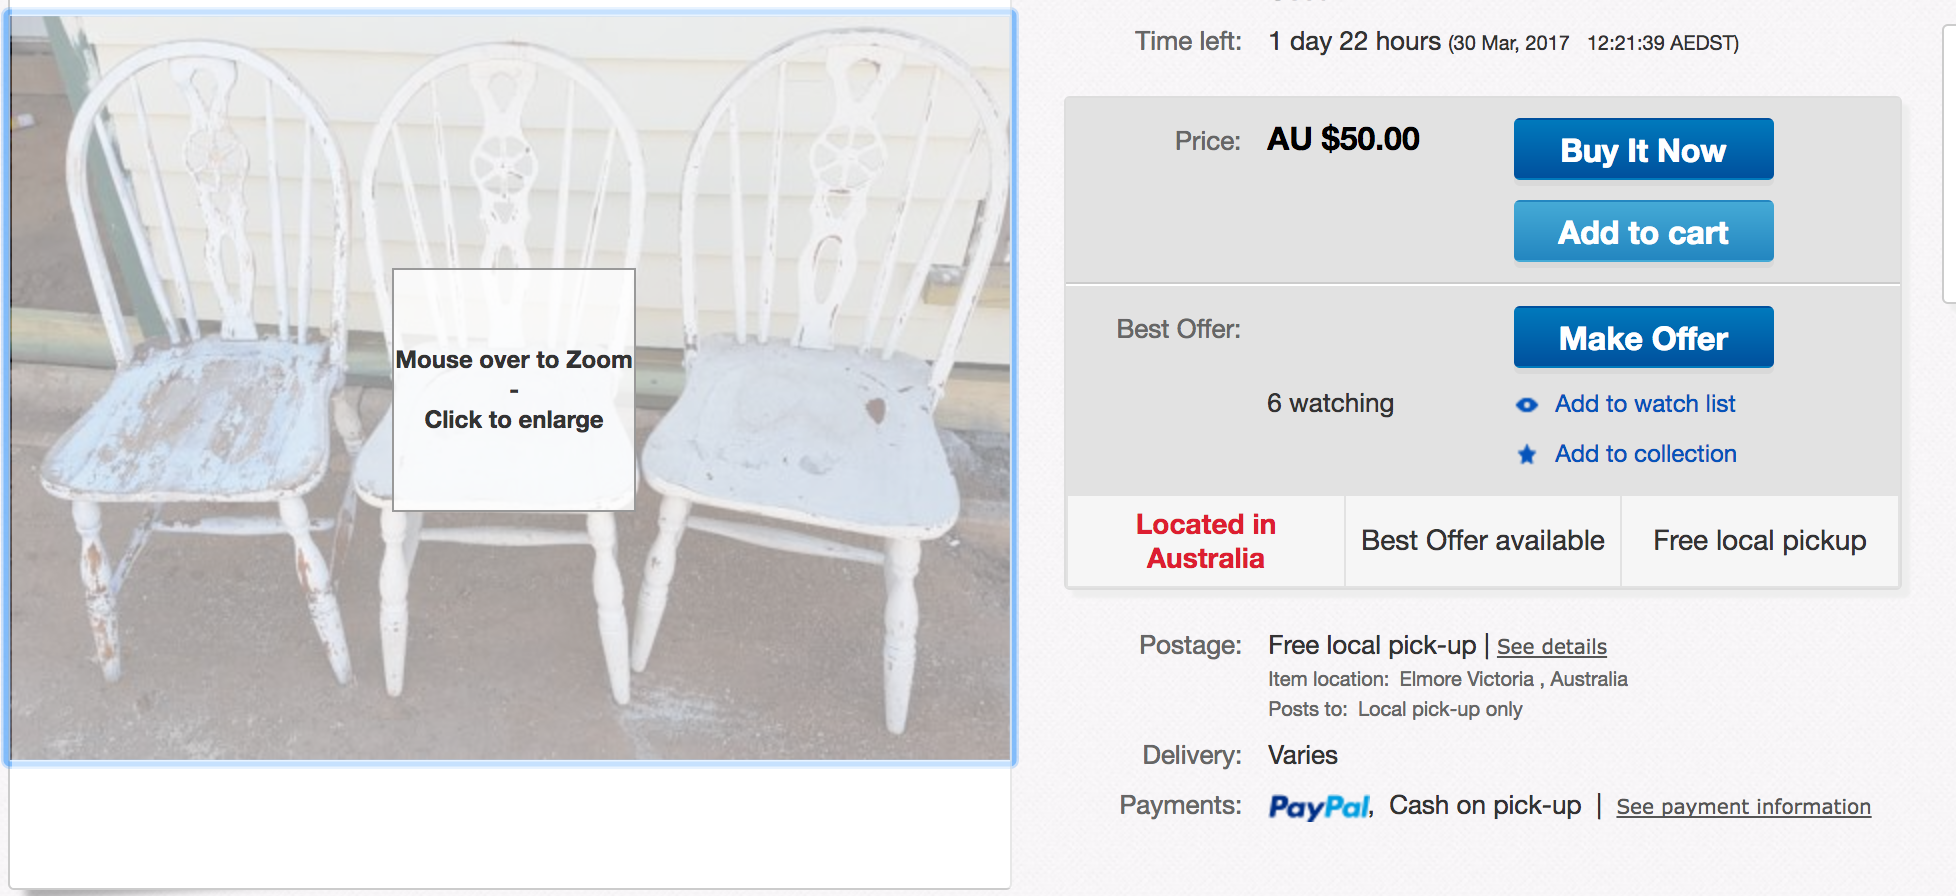 Mouse over to Zoom
-
Click to enlarge
Time left: 1 day 22 hours (30 Mar, 2017 12:21:39 AEDST)
Price: AU $50.00
Buy It Now
Add to cart
Best Offer:
Make Offer
6 watching
Add to watch list
Add to collection
Located in
Australia
Best Offer available
Free local pickup
Postage: Free local pick-up | See details
Item location: Elmore Victoria , Australia
Posts to: Local pick-up only
Delivery: Varies
Payments: PayPal, Cash on pick-up | See payment information